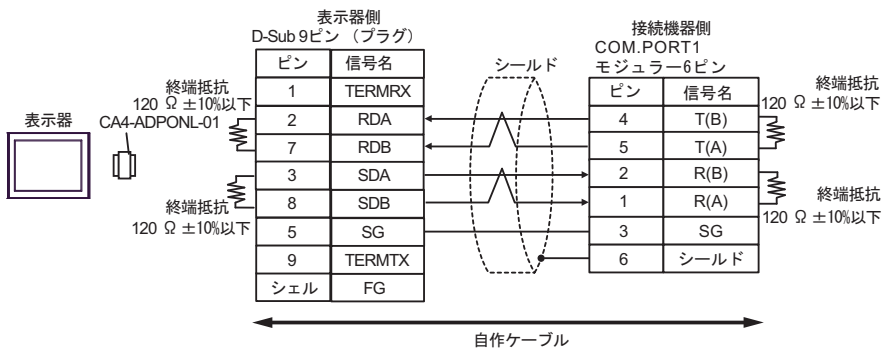 表示器側
D-Sub 9ピン （プラグ）
接続機器側
COM.PORT1
モジュラー6ピン
シールド
ピン 信号名
1 TERMRX
2 RDA
7 RDB
3 SDA
8 SDB
5 SG
9 TERMTX
シェル FG
ピン 信号名
4 T(B)
5 T(A)
2 R(B)
1 R(A)
3 SG
6 シールド
表示器
CA4-ADPONL-01
終端抵抗
120 Ω ±10%以下
終端抵抗
120 Ω ±10%以下
終端抵抗
120 Ω ±10%以下
終端抵抗
120 Ω ±10%以下
自作ケーブル